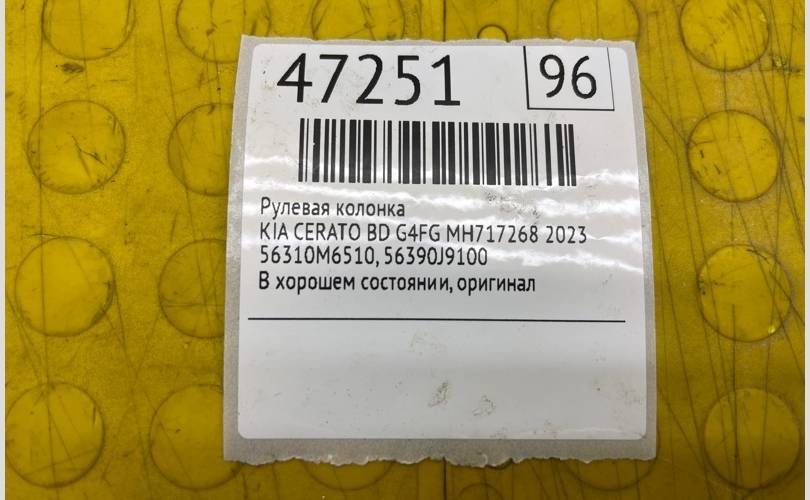 47251
96
Рулевая колонка
KIA CERATO BD G4FG MH717268 2023
56310M6510, 56390J9100
В хорошем состоянии, оригинал